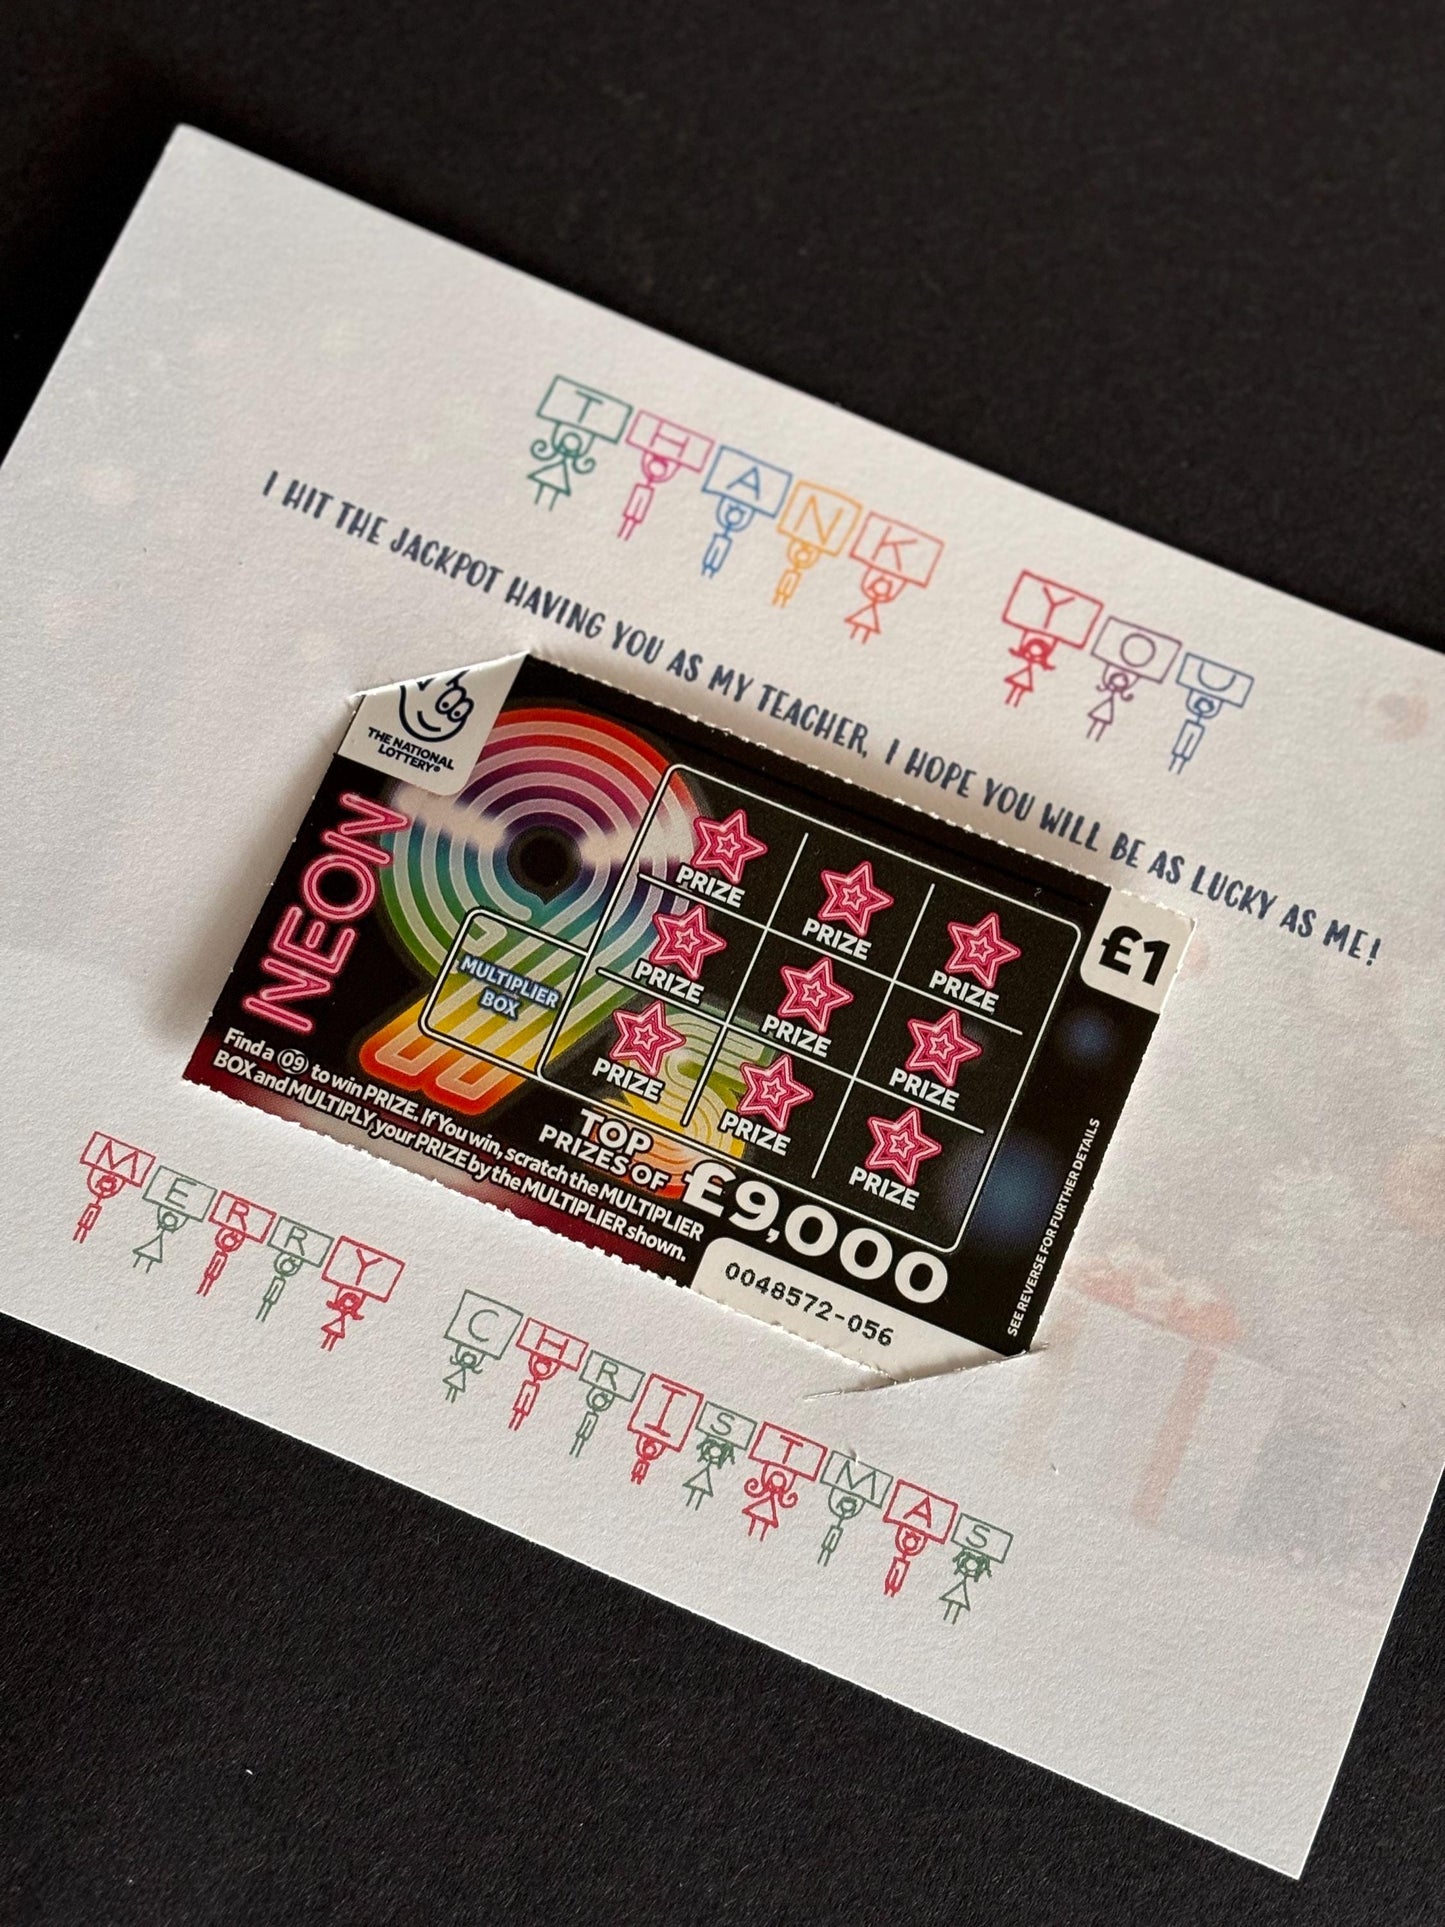 THANK YOU
I HIT THE JACKPOT HAVING YOU AS MY TEACHER, I HOPE YOU WILL BE AS LUCKY AS ME!
THE NATIONAL
LOTTERY®
NEON
£1
PRIZE PRIZE PRIZE
PRIZE PRIZE PRIZE
PRIZE PRIZE PRIZE
MULTIPLIER
BOX
Find a 09 to win PRIZE. If You win, scratch the MULTIPLIER
BOX and MULTIPLY your PRIZE by the MULTIPLIER shown.
TOP
PRIZES OF
£9,000
0048572-056
SEE REVERSE FOR FURTHER DETAILS
MERRY CHRISTMAS